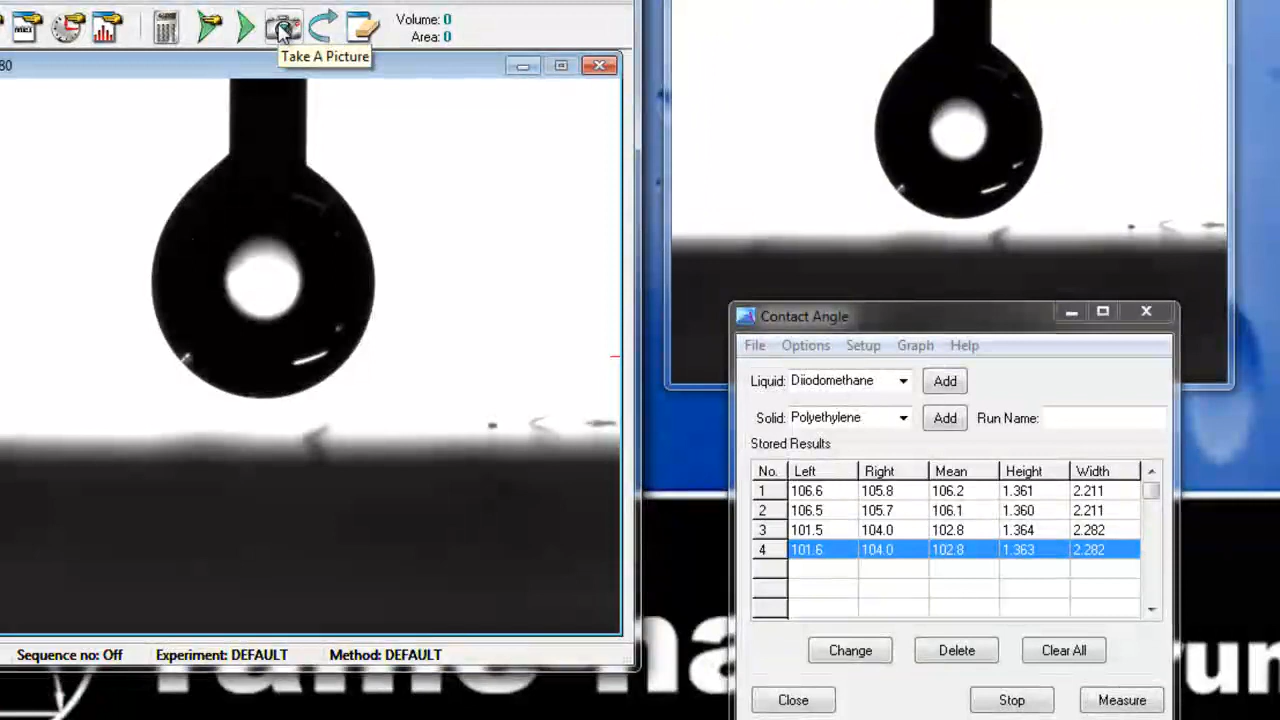 Volume: 0
Area: 0
Take A Picture
80
Contact Angle
File Options Setup Graph Help
Liquid: Diiodomethane Add
Solid: Polyethylene Add Run Name:
Stored Results
No. Left Right Mean Height Width
1 106.6 105.8 106.2 1.361 2.211
2 106.5 105.7 106.1 1.360 2.211
3 101.5 104.0 102.8 1.364 2.282
4 101.6 104.0 102.8 1.363 2.282
Change Delete Clear All
Sequence no: Off Experiment: DEFAULT Method: DEFAULT
Close Stop Measure